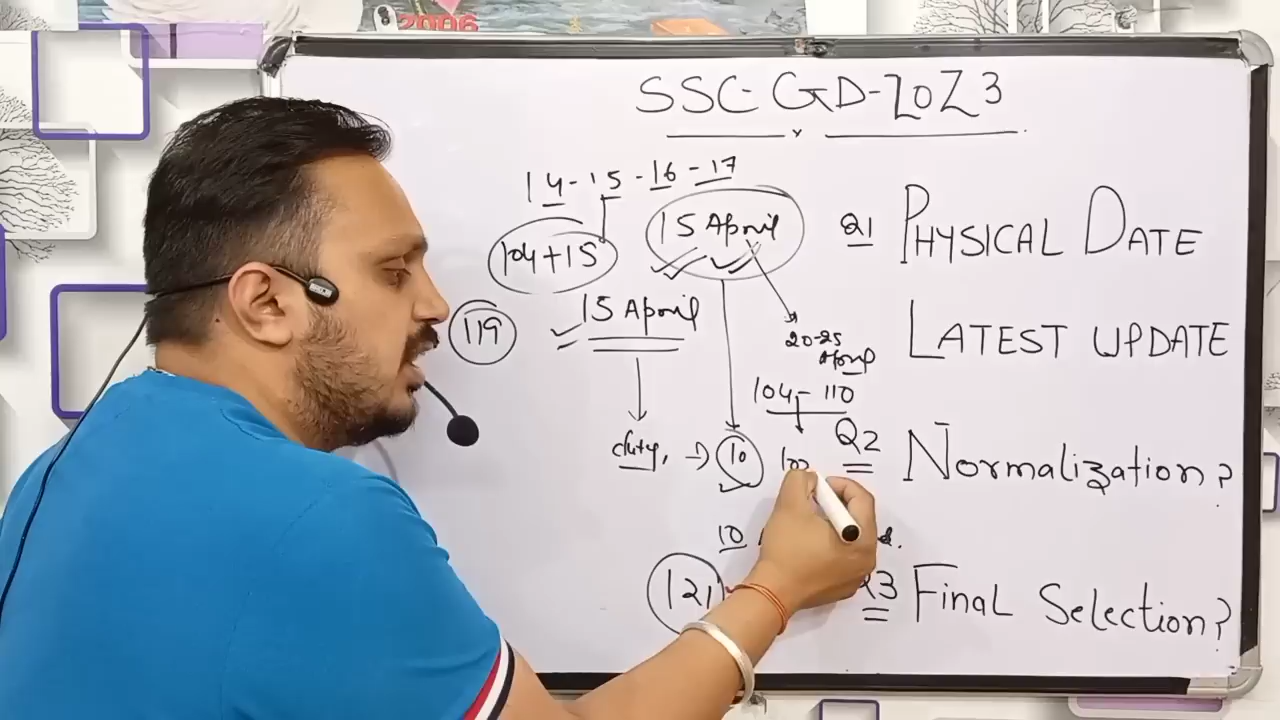 2006
SSC-GD-2023
14-15-16-17
104+15
15 April
Q1 PHYSICAL DATE
119
15 April
20-25
April
LATEST UPDATE
104-110
duty, → 10
Q2 NORMALIZATION?
10
121
Q3 FINAL SELECTION?